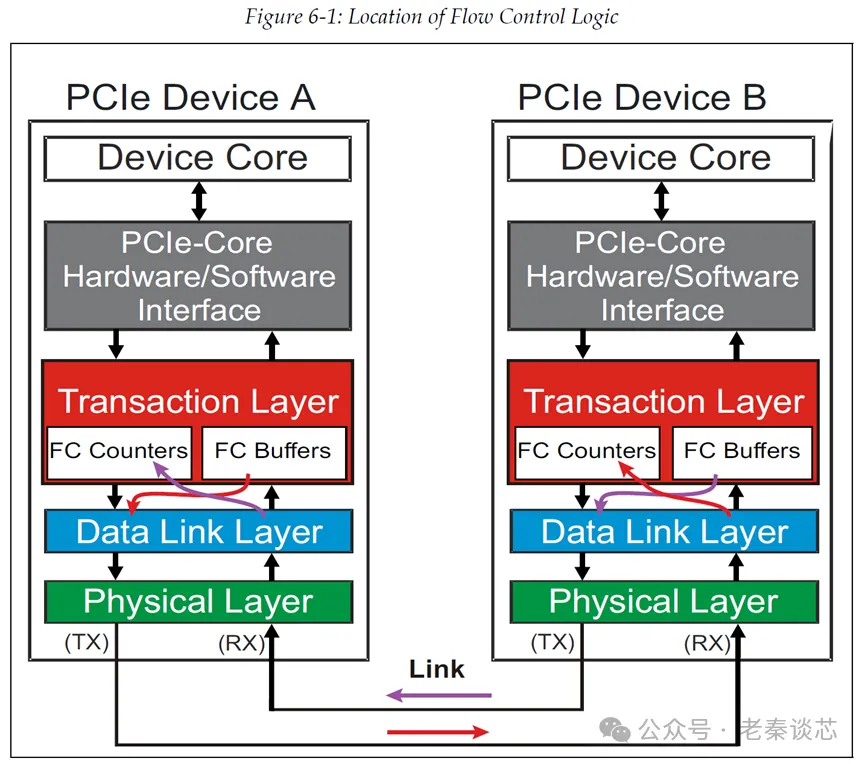 Figure 6-1: Location of Flow Control Logic
PCIe Device A
Device Core
PCIe-Core
Hardware/Software
Interface
Transaction Layer
FC Counters
FC Buffers
Data Link Layer
Physical Layer
(TX)
(RX)
PCIe Device B
Device Core
PCIe-Core
Hardware/Software
Interface
Transaction Layer
FC Counters
FC Buffers
Data Link Layer
Physical Layer
(TX)
(RX)
Link
公众号 · 老秦谈芯